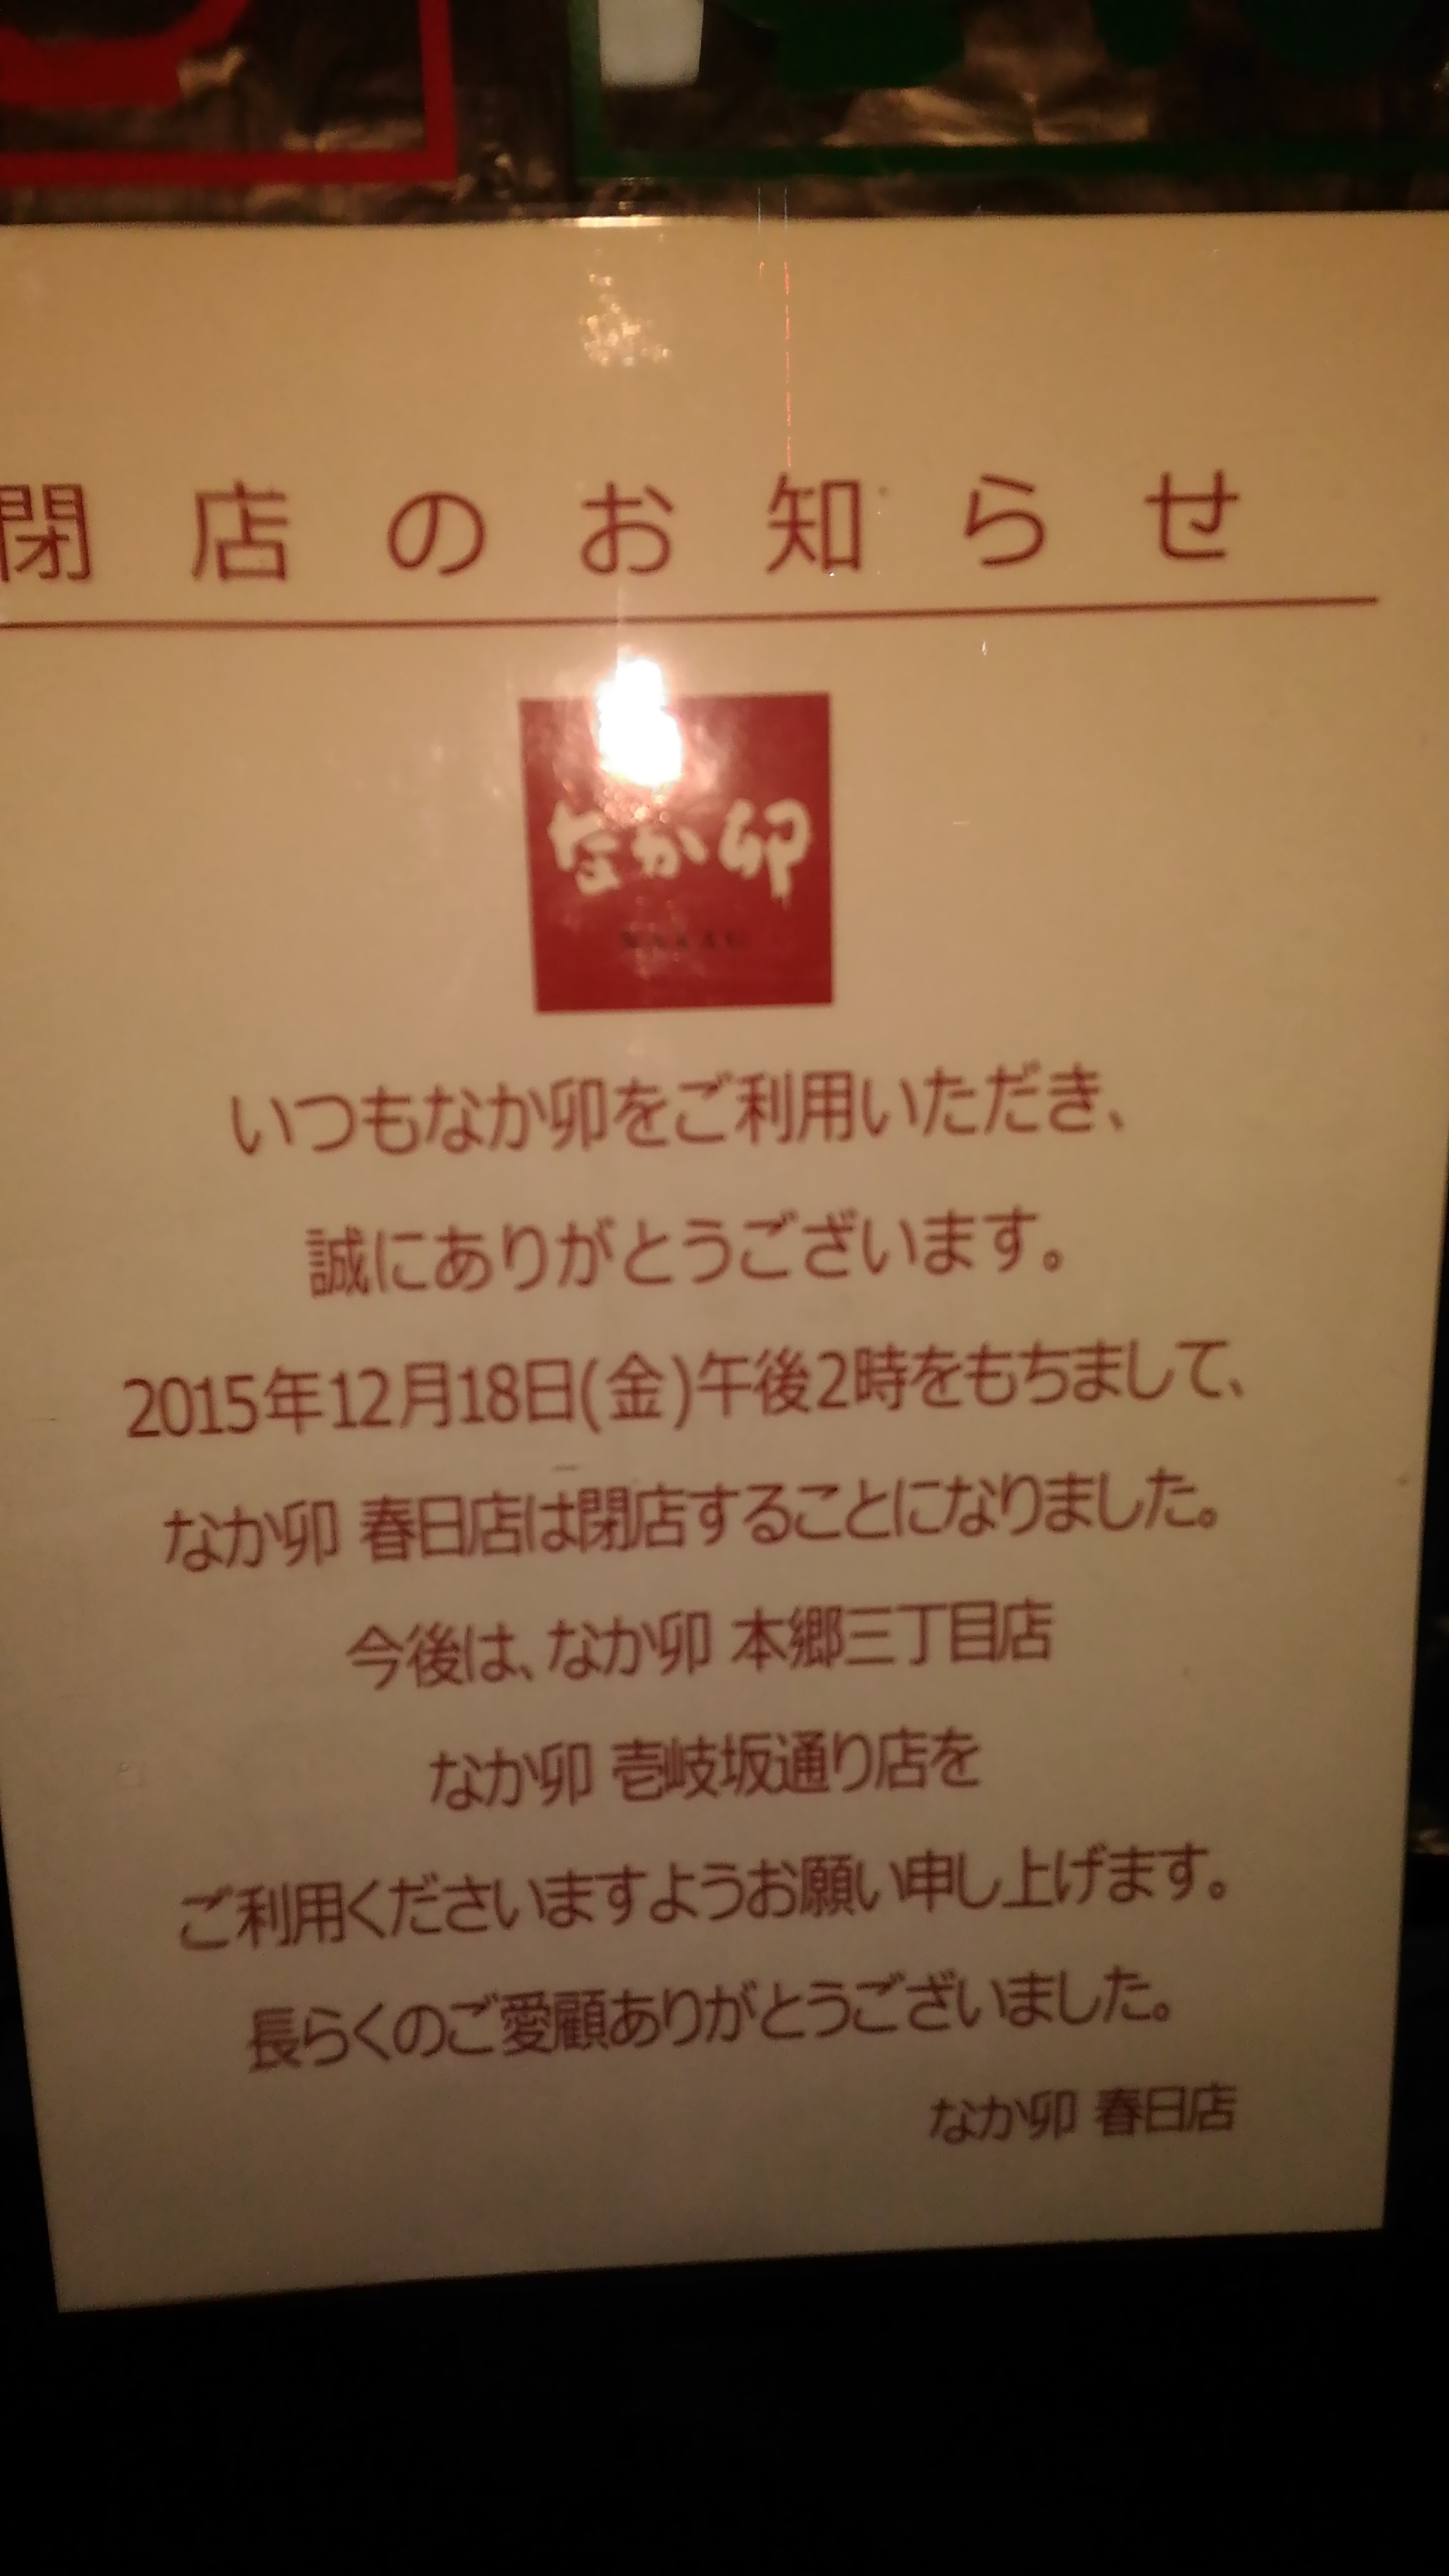 閉店のお知らせ
なか卯
NAKAU
いつもなか卯をご利用いただき、
誠にありがとうございます。
2015年12月18日(金)午後2時をもちまして、
なか卯 春日店は閉店することになりました。
今後は、なか卯 本郷三丁目店
なか卯 壱岐坂通り店を
ご利用くださいますようお願い申し上げます。
長らくのご愛顧ありがとうございました。
なか卯 春日店